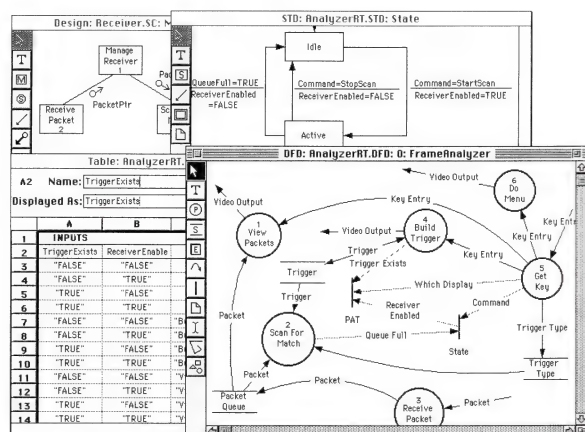 Design: Receiver.SC: M
STD: AnalyzerRT.STD: State
Manage
Receiver
1
Pac
PacketPtr
Receive
Packet
2
Sc
Idle
QueueFull=TRUE
ReceiverEnabled
=FALSE
Command=StopScan
ReceiverEnabled=FALSE
Command=StartScan
ReceiverEnabled=TRUE
Active
Table: AnalyzerRT.
A2 Name: TriggerExists
Displayed As: TriggerExists
A B
1 INPUTS
2 TriggerExists ReceiverEnable
3 "FALSE" "FALSE"
4 "FALSE" "TRUE"
5 "TRUE" "FALSE"
6 "TRUE" "TRUE"
7 "FALSE" "FALSE"
8 "FALSE" "TRUE"
9 "TRUE" "FALSE"
10 "TRUE" "TRUE"
11 "FALSE" "FALSE"
12 "FALSE" "TRUE"
13 "TRUE" "FALSE"
14 "TRUE" "TRUE"
DFD: AnalyzerRT.DFD: 0: FrameAnalyzer
Video Output
Video Output
6
Do
Menu
Key Entry
Key Entry
Key Entr
1
View
Packets
Video Output
4
Build
Trigger
Key Entry
Trigger
Trigger Exists
5
Get
Key
Trigger
Trigger
Which Display
Receiver
Enabled
Command
PAT
Packet
2
Scan For
Match
Queue Full
State
Trigger Type
Packet
Trigger
Type
Packet
Queue
Packet
3
Receive
Packet
Packet